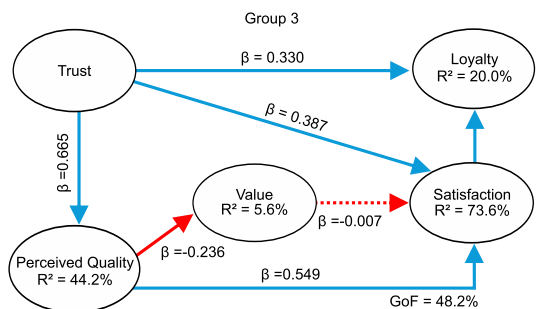 Group 3
Trust
β = 0.330
Loyalty
R² = 20.0%
β = 0.387
β =0.665
Value
R² = 5.6%
β =-0.007
Satisfaction
R² = 73.6%
β =-0.236
Perceived Quality
R² = 44.2%
β =0.549
GoF = 48.2%